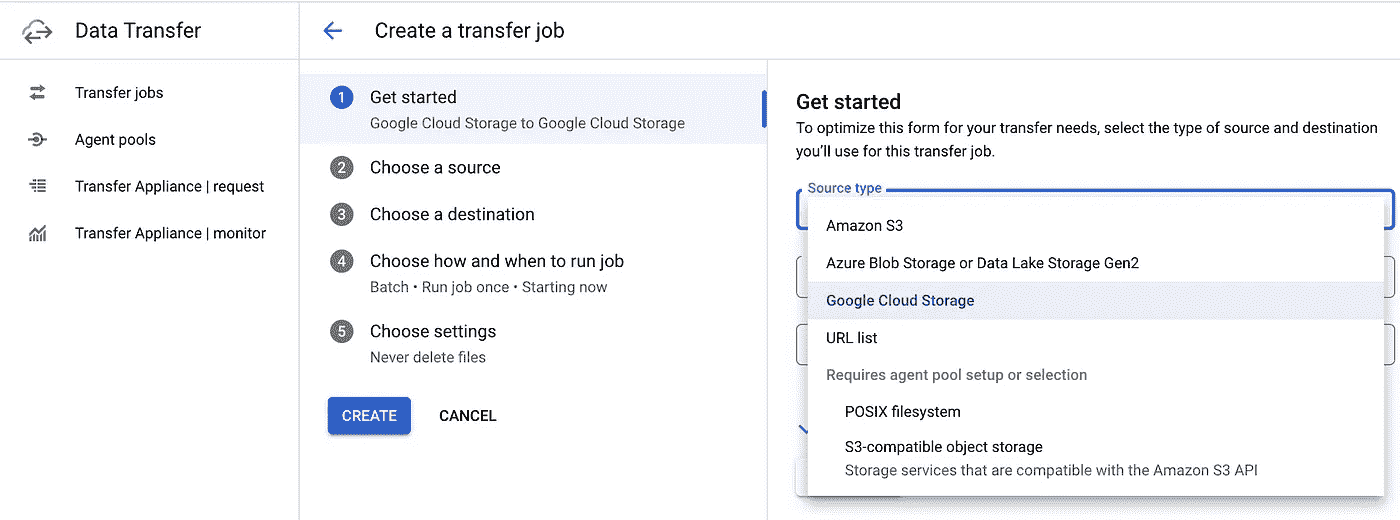 Data Transfer
Transfer jobs
Agent pools
Transfer Appliance | request
Transfer Appliance | monitor
Create a transfer job
1 Get started
Google Cloud Storage to Google Cloud Storage
2 Choose a source
3 Choose a destination
4 Choose how and when to run job
Batch • Run job once • Starting now
5 Choose settings
Never delete files
CREATE CANCEL
Get started
To optimize this form for your transfer needs, select the type of source and destination
you’ll use for this transfer job.
Source type
Amazon S3
Azure Blob Storage or Data Lake Storage Gen2
Google Cloud Storage
URL list
Requires agent pool setup or selection
POSIX filesystem
S3-compatible object storage
Storage services that are compatible with the Amazon S3 API